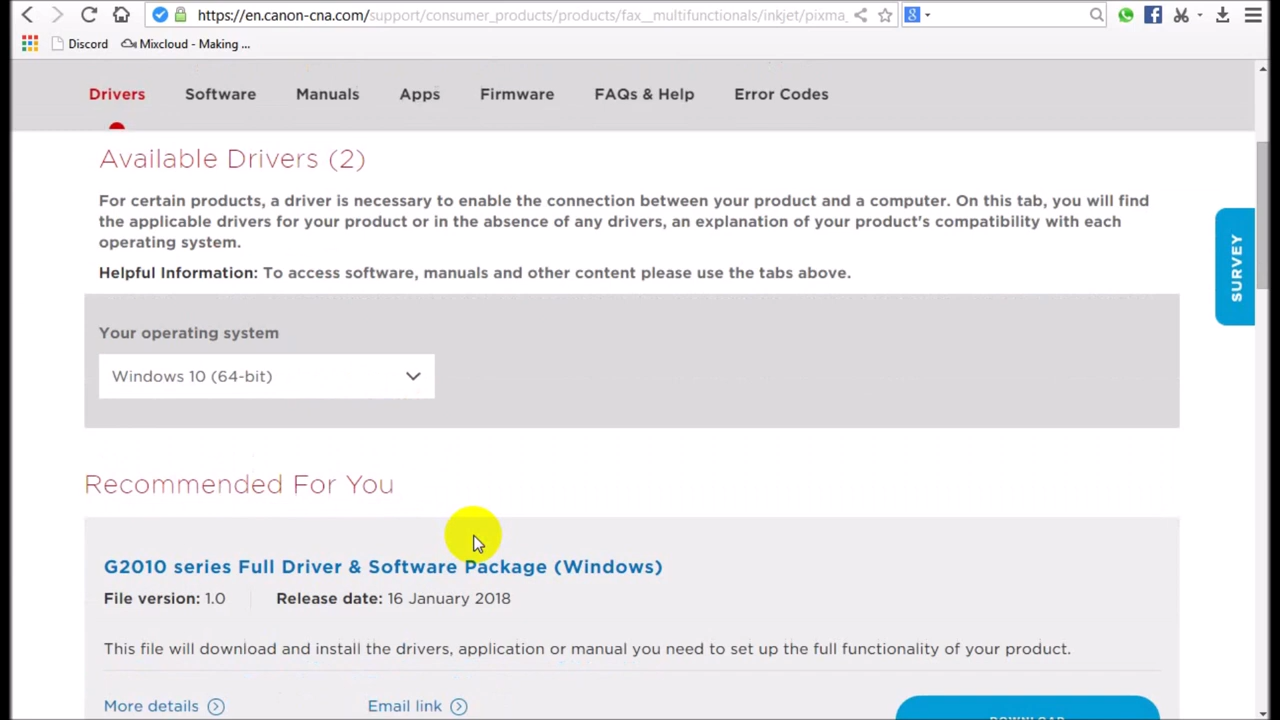 https://en.canon-cna.com/support/consumer_products/products/fax__multifunctionals/inkjet/pixma_
Discord
Mixcloud - Making ...
Drivers
Software
Manuals
Apps
Firmware
FAQs & Help
Error Codes
Available Drivers (2)
For certain products, a driver is necessary to enable the connection between your product and a computer. On this tab, you will find
the applicable drivers for your product or in the absence of any drivers, an explanation of your product's compatibility with each
operating system.
Helpful Information: To access software, manuals and other content please use the tabs above.
SURVEY
Your operating system
Windows 10 (64-bit)
Recommended For You
G2010 series Full Driver & Software Package (Windows)
File version: 1.0
Release date: 16 January 2018
This file will download and install the drivers, application or manual you need to set up the full functionality of your product.
More details
Email link
DOWNLOAD